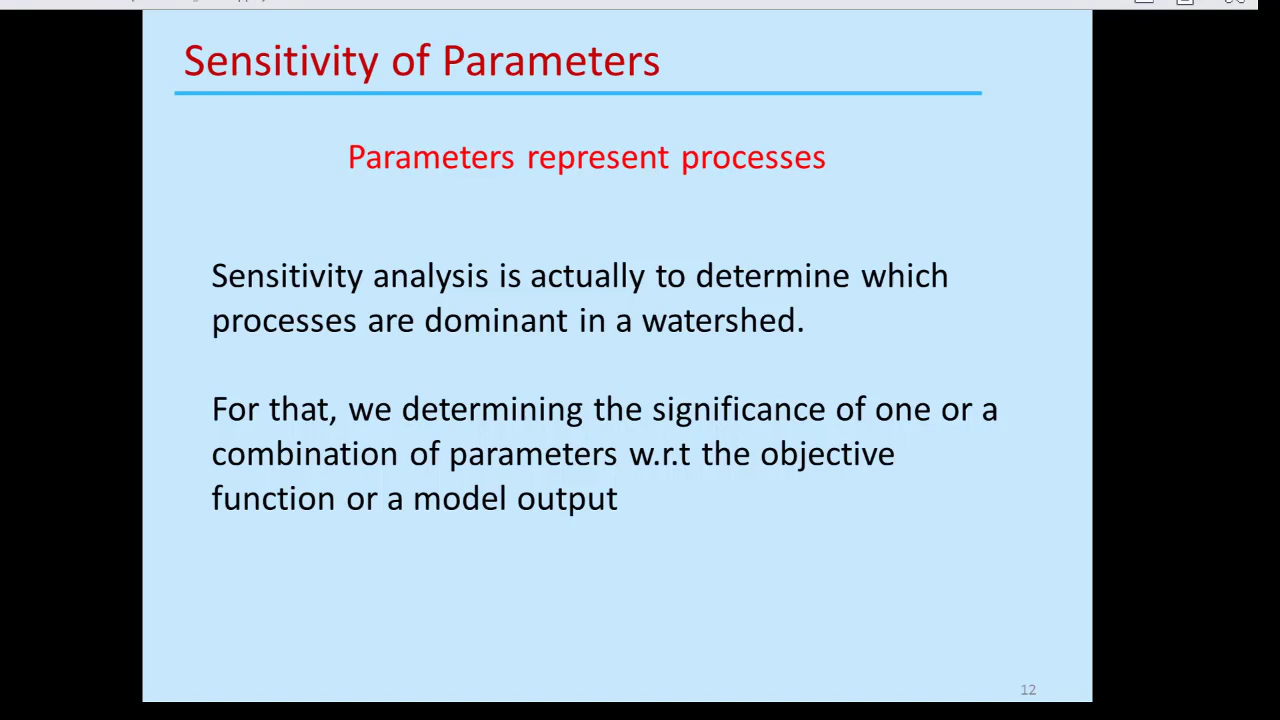 Sensitivity of Parameters
Parameters represent processes
Sensitivity analysis is actually to determine which
processes are dominant in a watershed.
For that, we determining the significance of one or a
combination of parameters w.r.t the objective
function or a model output
12